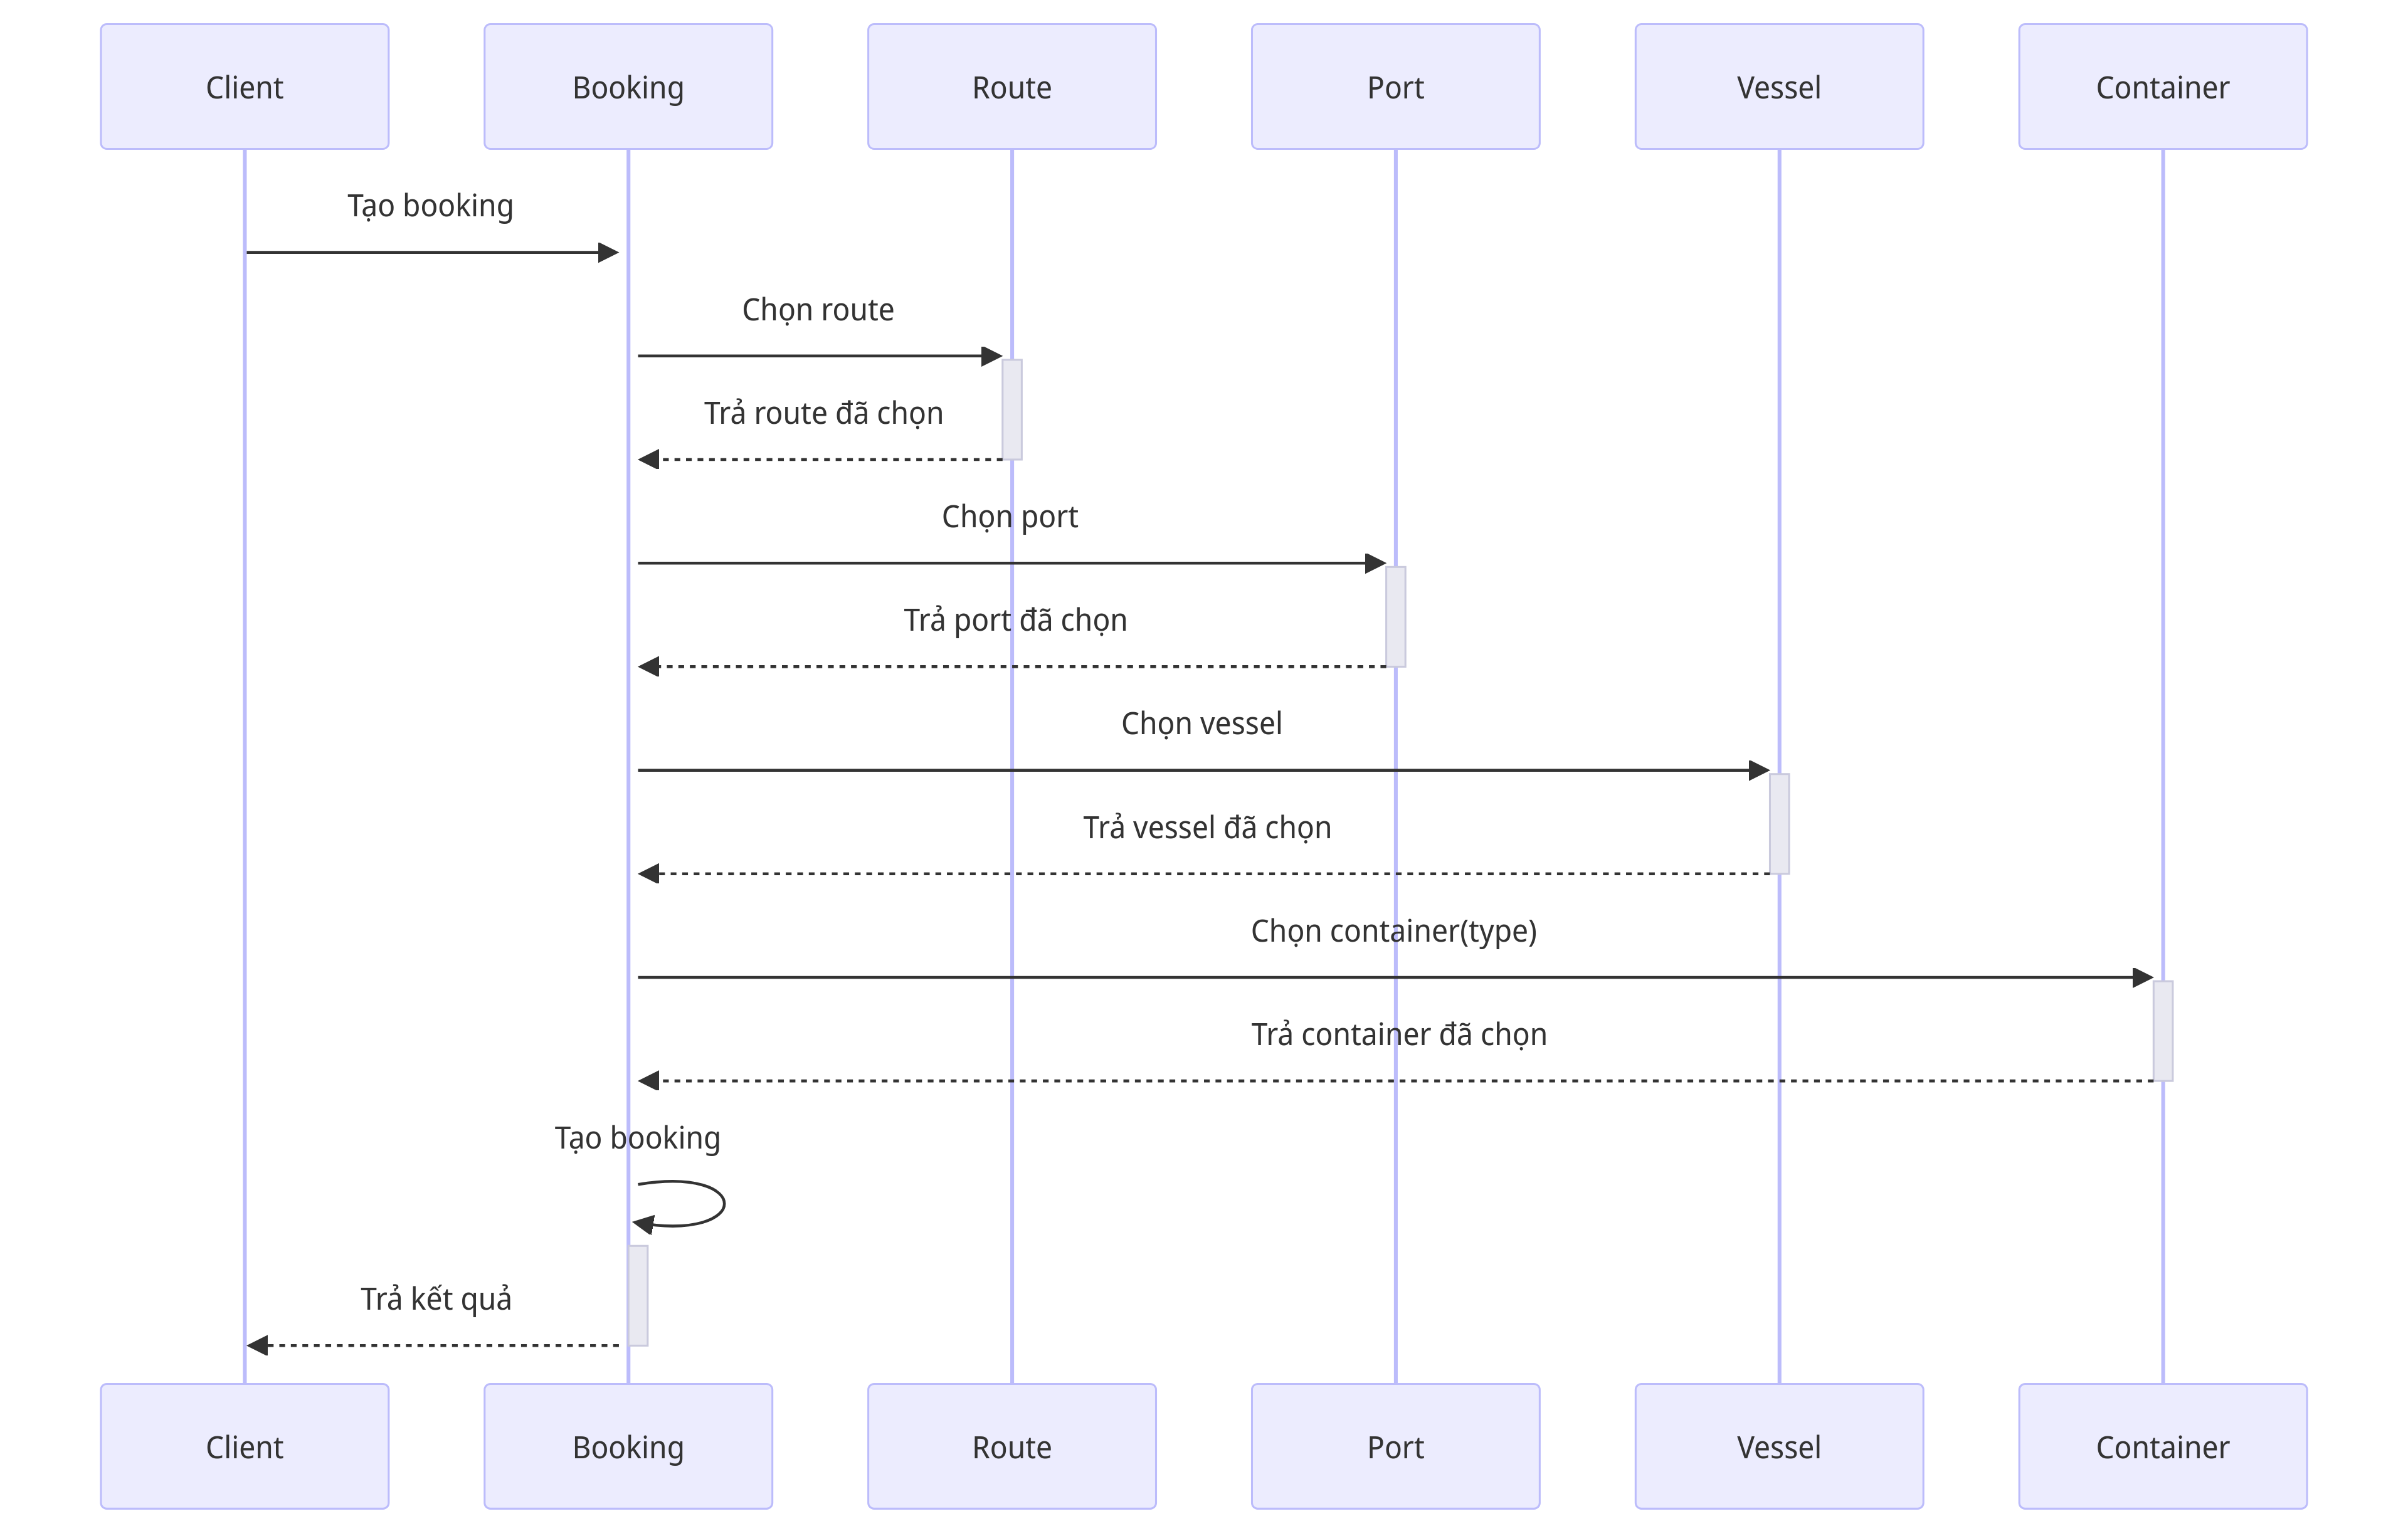 Client
Booking
Route
Port
Vessel
Container
Tạo booking
Chọn route
Trả route đã chọn
Chọn port
Trả port đã chọn
Chọn vessel
Trả vessel đã chọn
Chọn container(type)
Trả container đã chọn
Tạo booking
Trả kết quả
Client
Booking
Route
Port
Vessel
Container